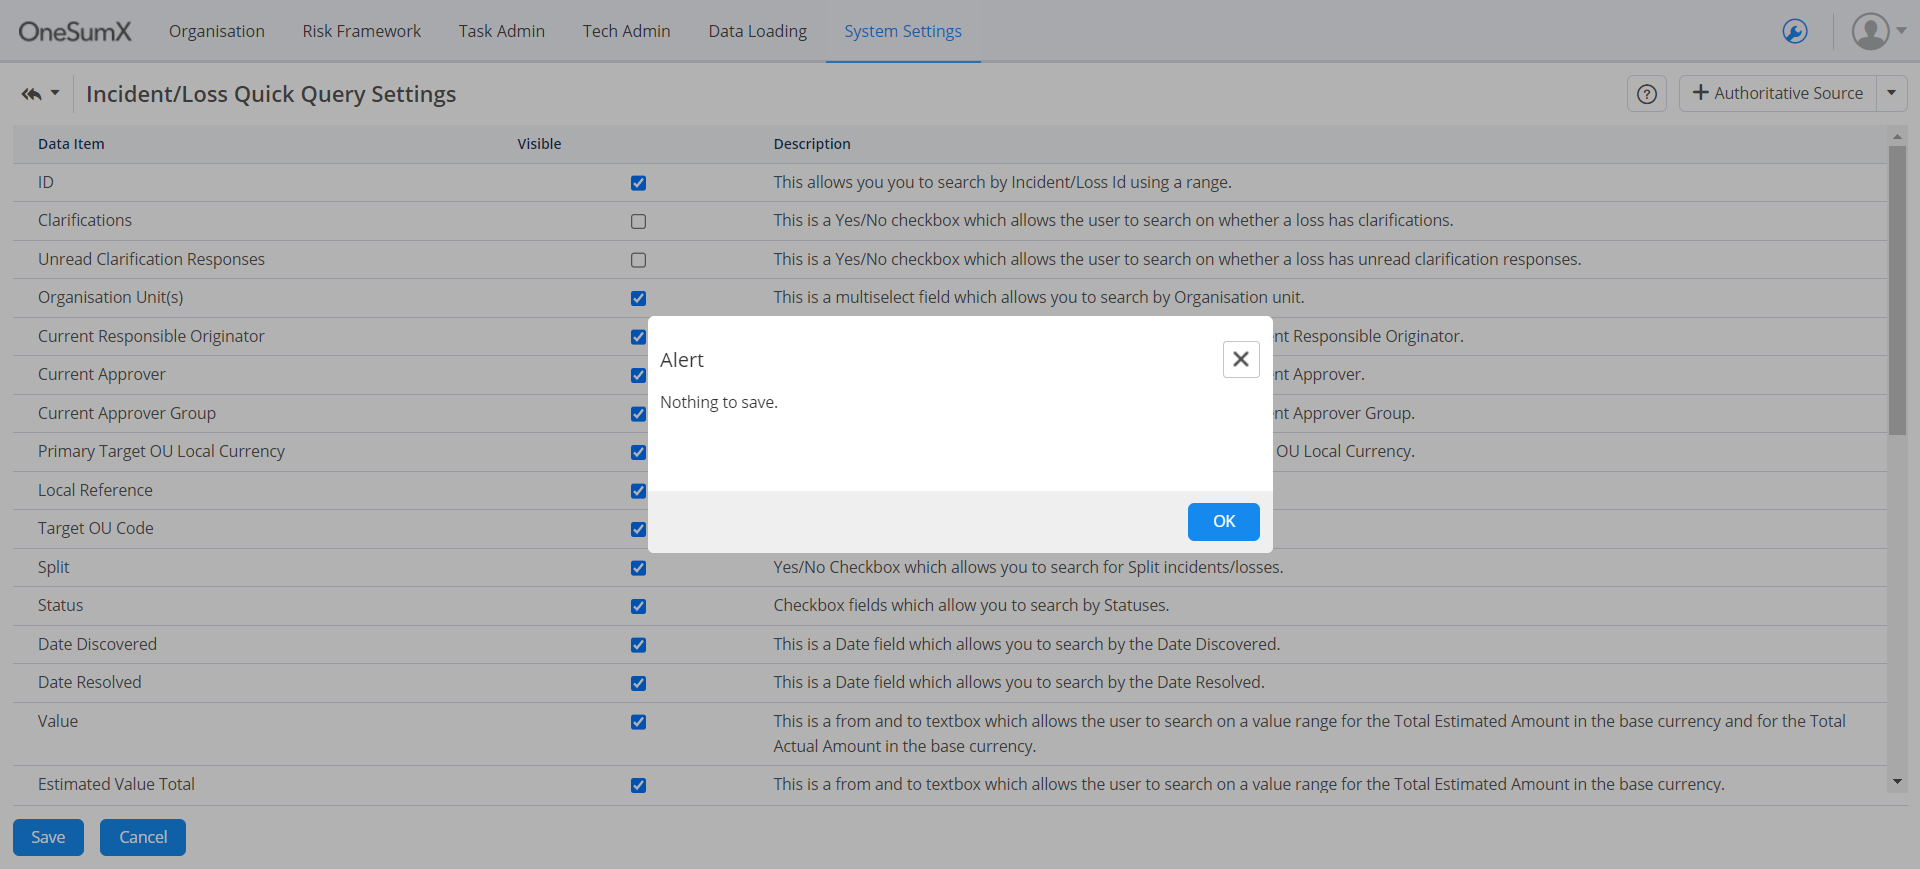 OneSumX
Organisation
Risk Framework
Task Admin
Tech Admin
Data Loading
System Settings
Incident/Loss Quick Query Settings
Authoritative Source
Data Item
Visible
Description
ID
This allows you you to search by Incident/Loss Id using a range.
Clarifications
This is a Yes/No checkbox which allows the user to search on whether a loss has clarifications.
Unread Clarification Responses
This is a Yes/No checkbox which allows the user to search on whether a loss has unread clarification responses.
Organisation Unit(s)
This is a multiselect field which allows you to search by Organisation unit.
Current Responsible Originator
Responsible Originator.
Current Approver
Approver.
Current Approver Group
Approver Group.
Primary Target OU Local Currency
OU Local Currency.
Local Reference
Target OU Code
Alert
Nothing to save.
OK
Split
Yes/No Checkbox which allows you to search for Split incidents/losses.
Status
Checkbox fields which allow you to search by Statuses.
Date Discovered
This is a Date field which allows you to search by the Date Discovered.
Date Resolved
This is a Date field which allows you to search by the Date Resolved.
Value
This is a from and to textbox which allows the user to search on a value range for the Total Estimated Amount in the base currency and for the Total
Actual Amount in the base currency.
Estimated Value Total
This is a from and to textbox which allows the user to search on a value range for the Total Estimated Amount in the base currency.
Save
Cancel